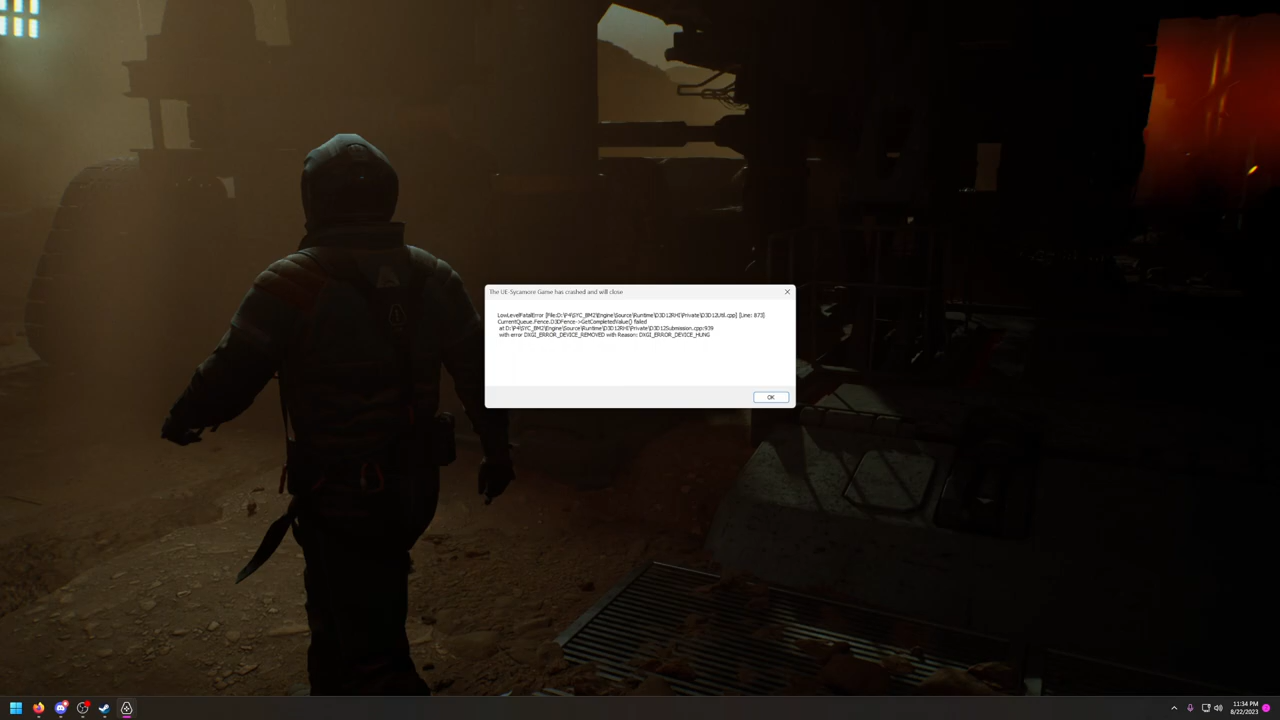 The UE-Sycamore Game has crashed and will close
LowLevelFatalError [File:D:\P4\SYC_BM2\Engine\Source\Runtime\D3D12RHI\Private\D3D12Util.cpp] [Line: 873]
CurrentQueue.Fence.D3DFence->GetCompletedValue() failed
at D:\P4\SYC_BM2\Engine\Source\Runtime\D3D12RHI\Private\D3D12Submission.cpp:939
with error DXGI_ERROR_DEVICE_REMOVED with Reason: DXGI_ERROR_DEVICE_HUNG
OK
11:34 PM
8/22/2023